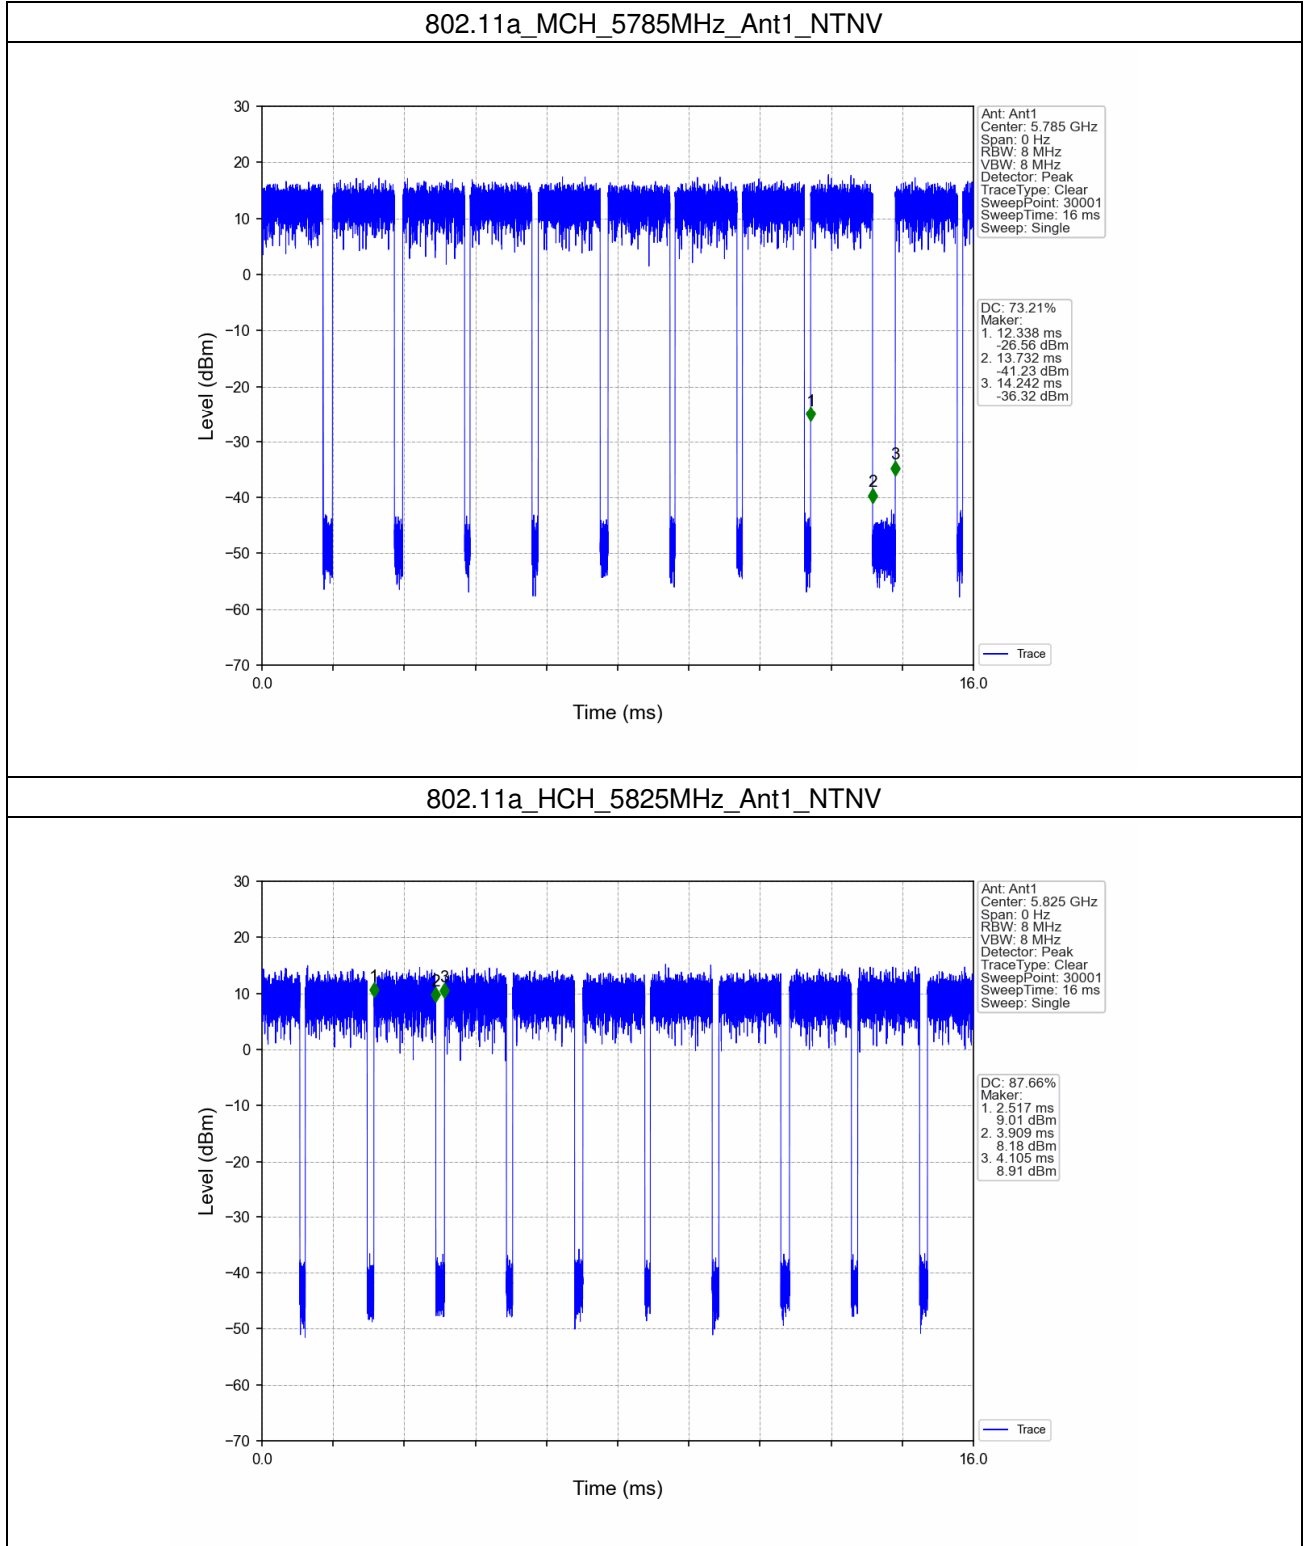 802.11a_MCH_5785MHz_Ant1_NTNV
30
20
10
0
−10
−20
−30
−40
−50
−60
−70
Level (dBm)
0.0
16.0
Time (ms)
1
2
3
Ant: Ant1
Center: 5.785 GHz
Span: 0 Hz
RBW: 8 MHz
VBW: 8 MHz
Detector: Peak
TraceType: Clear
SweepPoint: 30001
SweepTime: 16 ms
Sweep: Single
DC: 73.21%
Maker:
1. 12.338 ms
-26.56 dBm
2. 13.732 ms
-41.23 dBm
3. 14.242 ms
-36.32 dBm
Trace
802.11a_HCH_5825MHz_Ant1_NTNV
30
20
10
0
−10
−20
−30
−40
−50
−60
−70
Level (dBm)
0.0
16.0
Time (ms)
1
2
3
Ant: Ant1
Center: 5.825 GHz
Span: 0 Hz
RBW: 8 MHz
VBW: 8 MHz
Detector: Peak
TraceType: Clear
SweepPoint: 30001
SweepTime: 16 ms
Sweep: Single
DC: 87.66%
Maker:
1. 2.517 ms
9.01 dBm
2. 3.909 ms
8.18 dBm
3. 4.105 ms
8.91 dBm
Trace